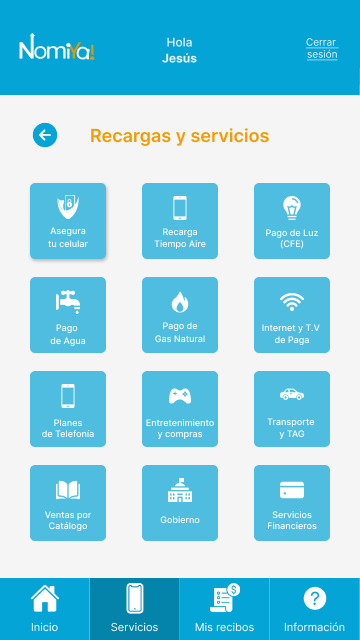 NomiYa!
Hola
Jesús
Cerrar
sesión
Recargas y servicios
Asegura
tu celular
Recarga
Tiempo Aire
Pago de Luz
(CFE)
Pago
de Agua
Pago de
Gas Natural
Internet y T.V
de Paga
Planes
de Telefonía
Entretenimiento
y compras
Transporte
y TAG
Ventas por
Catálogo
Gobierno
Servicios
Financieros
Inicio
Servicios
$
Mis recibos
?
Información